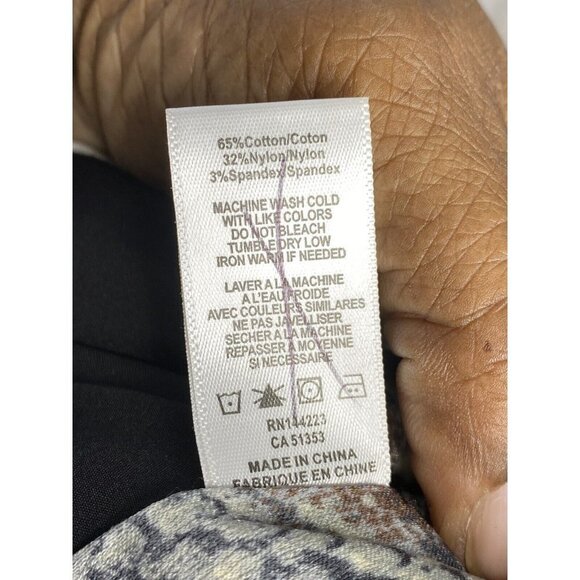 65%Cotton/Coton
32%Nylon/Nylon
3%Spandex/Spandex
MACHINE WASH COLD
WITH LIKE COLORS
DO NOT BLEACH
TUMBLE DRY LOW
IRON WARM IF NEEDED
LAVER A LA MACHINE
A L'EAU FROIDE
AVEC COULEURS SIMILAIRES
NE PAS JAVELLISER
SECHER A LA MACHINE
REPASSER A MOYENNE
SI NECESSAIRE
RN144223
CA 51353
MADE IN CHINA
FABRIQUE EN CHINE